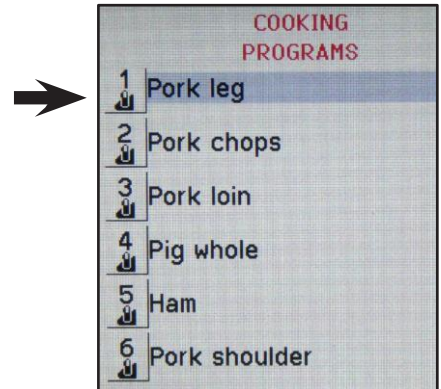 COOKING
PROGRAMS
1 Pork leg
2 Pork chops
3 Pork loin
4 Pig whole
5 Ham
6 Pork shoulder